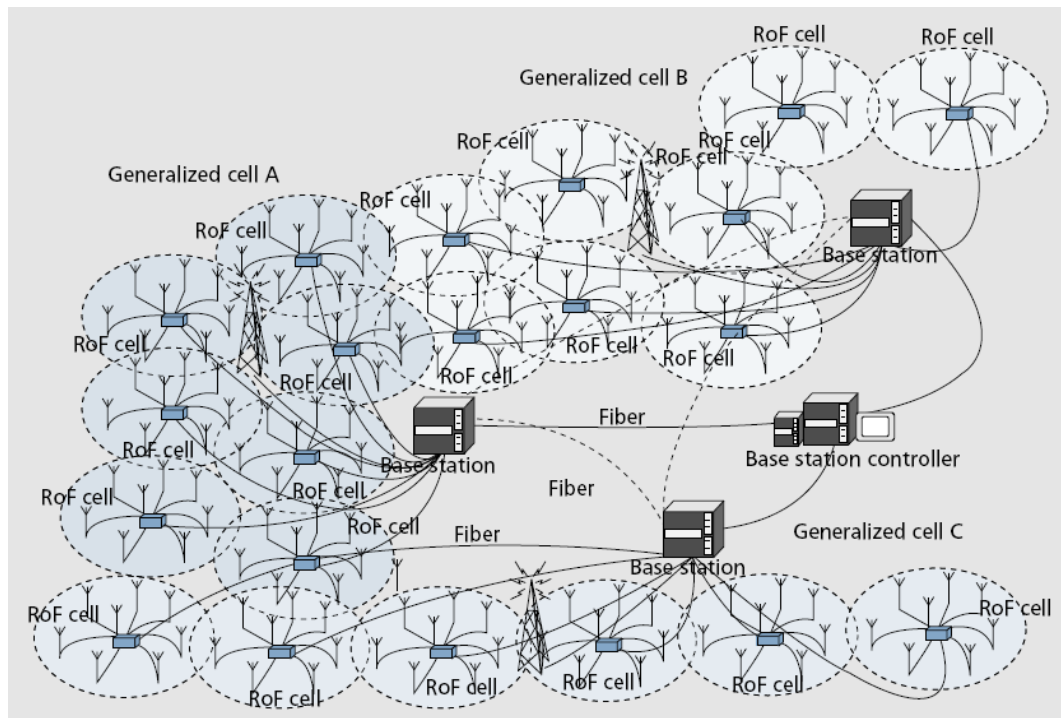 RoF cell
RoF cell
Generalized cell B
RoF cell
RoF cell
RoF cell
Generalized cell A
RoF cell
RoF cell
Base station
RoF cell
RoF cell
RoF cell
RoF cell
RoF cell
Fiber
RoF cell
Base station
Base station controller
Fiber
RoF cell
RoF cell
RoF cell
Fiber
Generalized cell C
Base station
RoF cell
RoF cell
RoF cell
RoF cell
RoF cell
RoF cell